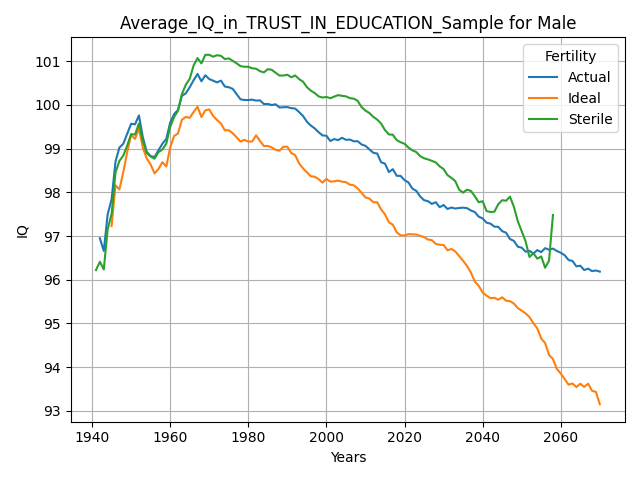 Average_IQ_in_TRUST_IN_EDUCATION_Sample for Male
Fertility
Actual
Ideal
Sterile
IQ
101
100
99
98
97
96
95
94
93
1940
1960
1980
2000
2020
2040
2060
Years